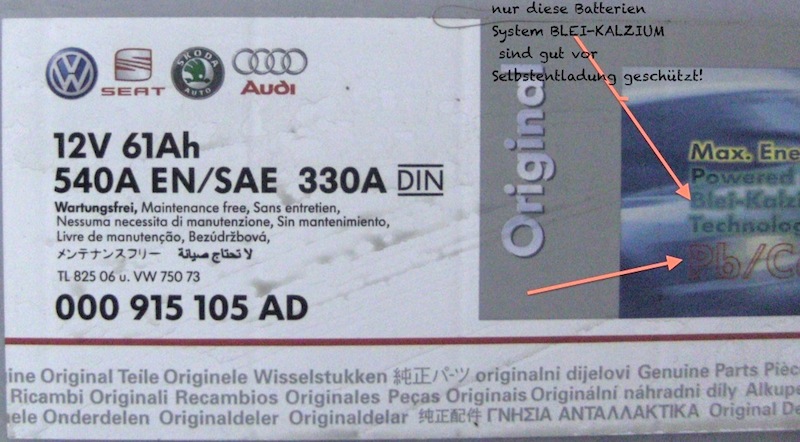 nur diese Batterien
System BLEI-KALZIUM
sind gut vor
Selbstentladung geschützt!
SEAT
SKODA
AUTO
Audi
12V 61Ah
540A EN/SAE 330A DIN
Wartungsfrei, Maintenance free, Sans entretien,
Nessuna necessita di manutenzione, Sin mantenimiento,
Livre de manutenção, Bezúdržbová,
メンテナンスフリー لا تحتاج صيانة
TL 825 06 u. VW 750 73
000 915 105 AD
Original
Max. Ene
Powered
Blei-Kalz
Technolog
Pb/Ca
ine Original Teile Originele Wisselstukken 純正パーツ originalni dijelovi Genuine Parts Pièc
Ricambi Originali Recambios Originales Peças Originais Originální náhradní díly Alkupe
ele Onderdelen Originaldeler Originaldelar 純正配件 ΓΝΗΣΙΑ ΑΝΤΑΛΛΑΚΤΙΚΑ Original De